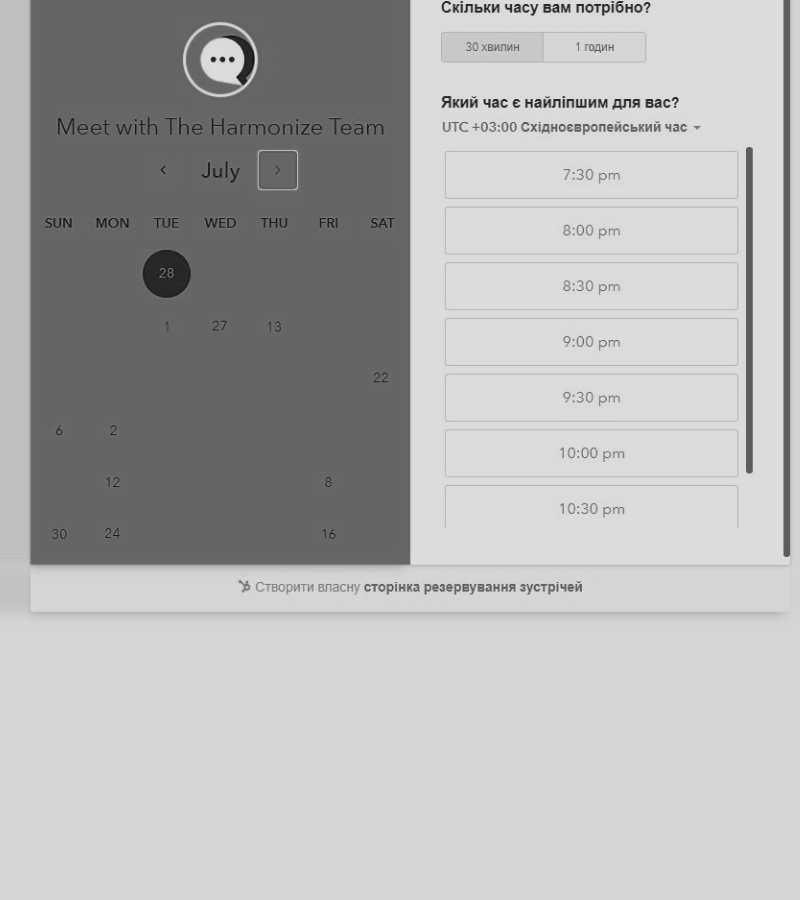 Meet with The Harmonize Team
July
SUN MON TUE WED THU FRI SAT
28
1 27 13
22
6 2
12 8
30 24 16
Скільки часу вам потрібно?
30 хвилин 1 годин
Який час є найліпшим для вас?
UTC +03:00 Східноєвропейський час
7:30 pm
8:00 pm
8:30 pm
9:00 pm
9:30 pm
10:00 pm
10:30 pm
Створити власну сторінка резервування зустрічей